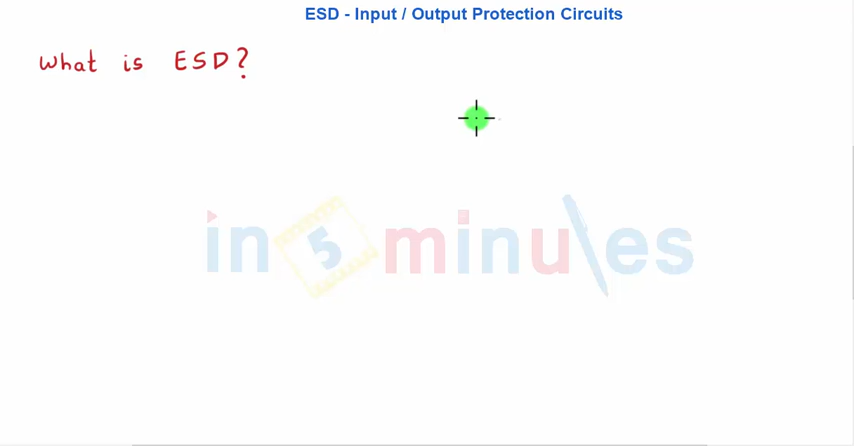 ESD - Input / Output Protection Circuits
What is ESD?
in 5 minutes